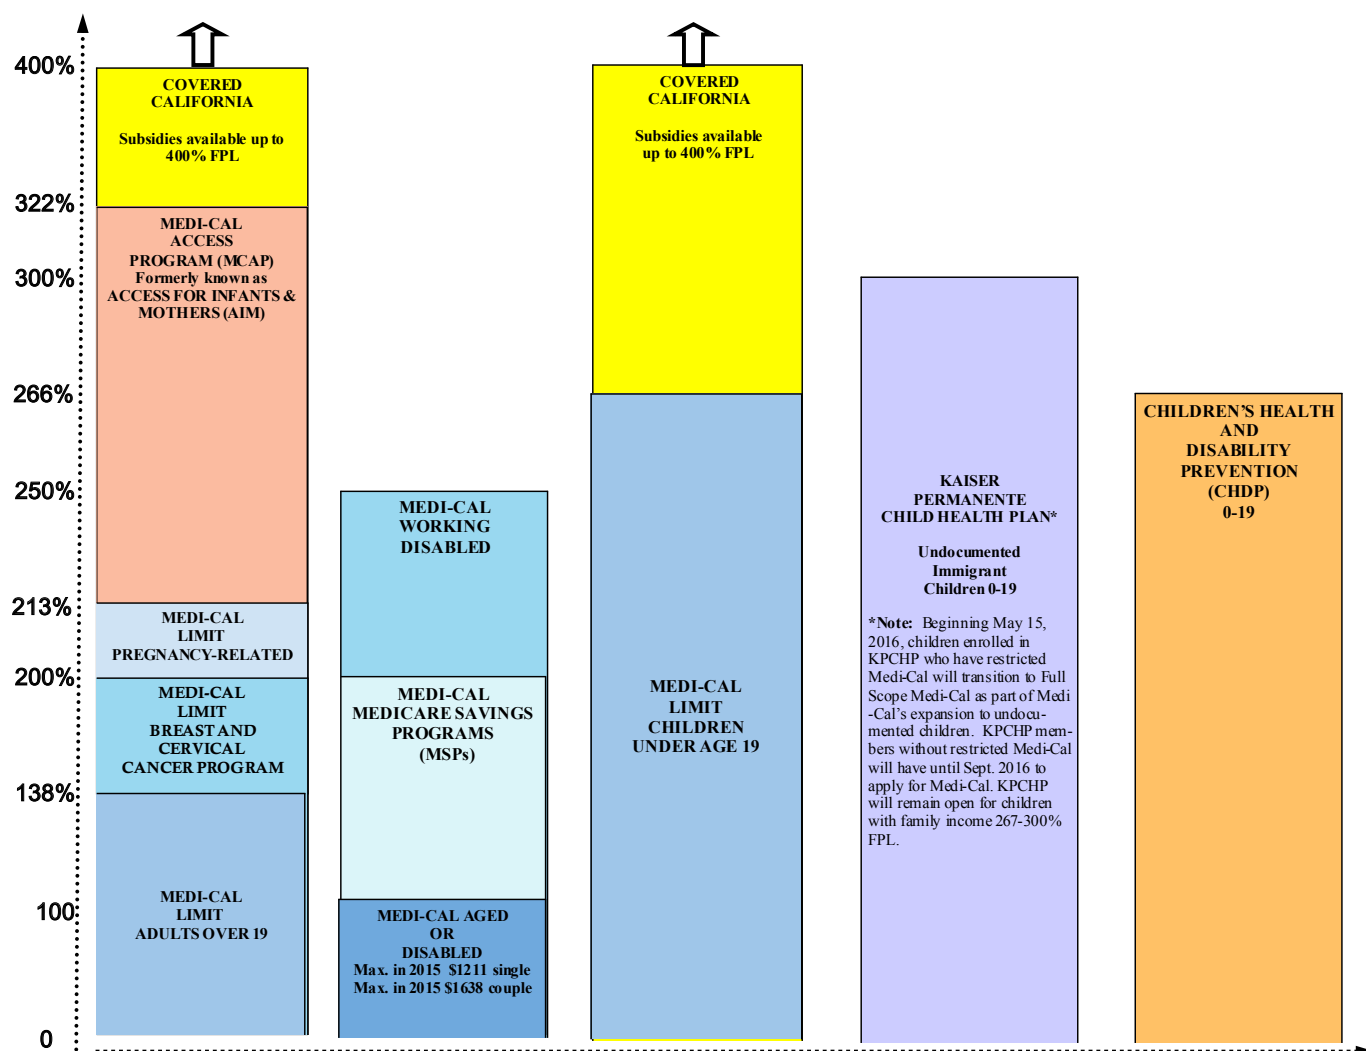 400%
322%
300%
266%
250%
213%
200%
138%
100
0
COVERED
CALIFORNIA
Subsidies available up to
400% FPL
MEDI-CAL
ACCESS
PROGRAM (MCAP)
Formerly known as
ACCESS FOR INFANTS &
MOTHERS (AIM)
MEDI-CAL
LIMIT
PREGNANCY-RELATED
MEDI-CAL
LIMIT
BREAST AND
CERVICAL
CANCER PROGRAM
MEDI-CAL
LIMIT
ADULTS OVER 19
MEDI-CAL
WORKING
DISABLED
MEDI-CAL
MEDICARE SAVINGS
PROGRAMS
(MSPs)
MEDI-CAL AGED
OR
DISABLED
Max. in 2015 $1211 single
Max. in 2015 $1638 couple
COVERED
CALIFORNIA
Subsidies available
up to 400% FPL
MEDI-CAL
LIMIT
CHILDREN
UNDER AGE 19
KAISER
PERMANENTE
CHILD HEALTH PLAN*
Undocumented
Immigrant
Children 0-19
*Note: Beginning May 15,
2016, children enrolled in
KPCHP who have restricted
Medi-Cal will transition to Full
Scope Medi-Cal as part of Medi
-Cal's expansion to undocu-
mented children. KPCHP mem-
bers without restricted Medi-Cal
will have until Sept. 2016 to
apply for Medi-Cal. KPCHP
will remain open for children
with family income 267-300%
FPL.
CHILDREN'S HEALTH
AND
DISABILITY
PREVENTION
(CHDP)
0-19